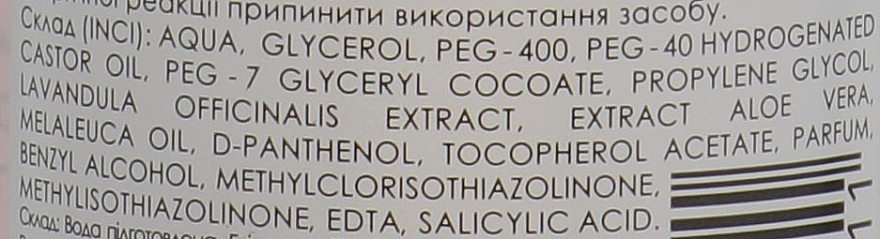 реакції припинити використання засобу.
Склад (INCI): AQUA, GLYCEROL, PEG-400, PEG-40 HYDROGENATED
CASTOR OIL, PEG-7 GLYCERYL COCOATE, PROPYLENE GLYCOL,
LAVANDULA OFFICINALIS EXTRACT, EXTRACT ALOE VERA,
MELALEUCA OIL, D-PANTHENOL, TOCOPHEROL ACETATE, PARFUM,
BENZYL ALCOHOL, METHYLCLORISOTHIAZOLINONE,
METHYLISOTHIAZOLINONE, EDTA, SALICYLIC ACID.
Склад: Вода